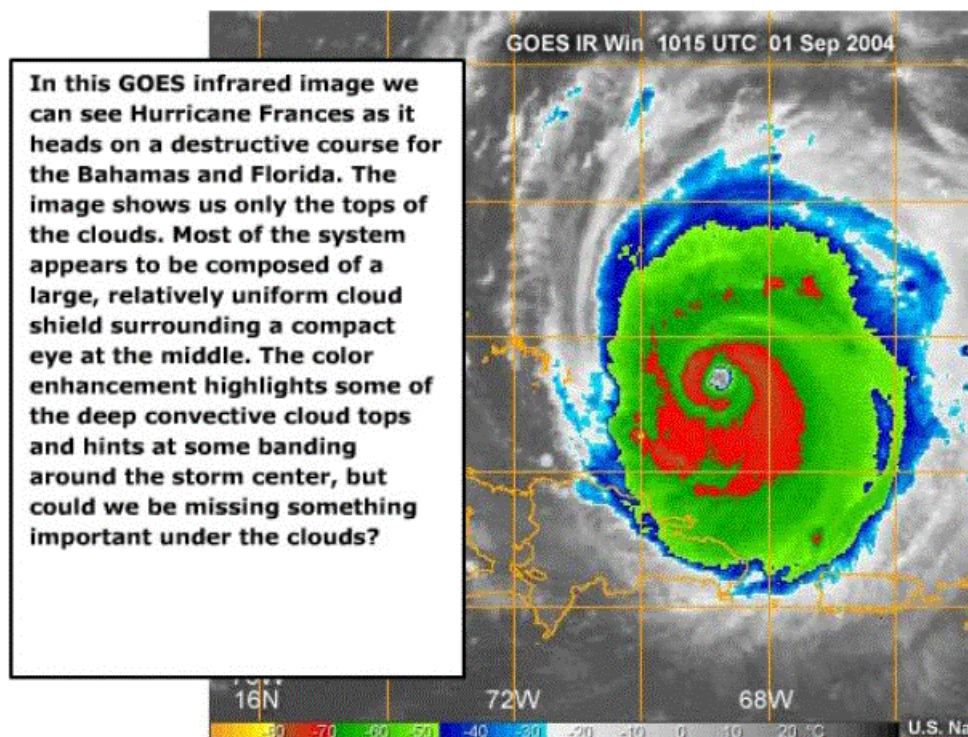 GOES IR Win 1015 UTC 01 Sep 2004
In this GOES infrared image we
can see Hurricane Frances as it
heads on a destructive course for
the Bahamas and Florida. The
image shows us only the tops of
the clouds. Most of the system
appears to be composed of a
large, relatively uniform cloud
shield surrounding a compact
eye at the middle. The color
enhancement highlights some of
the deep convective cloud tops
and hints at some banding
around the storm center, but
could we be missing something
important under the clouds?
16N 72W 68W
-80 -70 -60 -50 -40 -30 -20 -10 0 10 20 °C U.S. Na